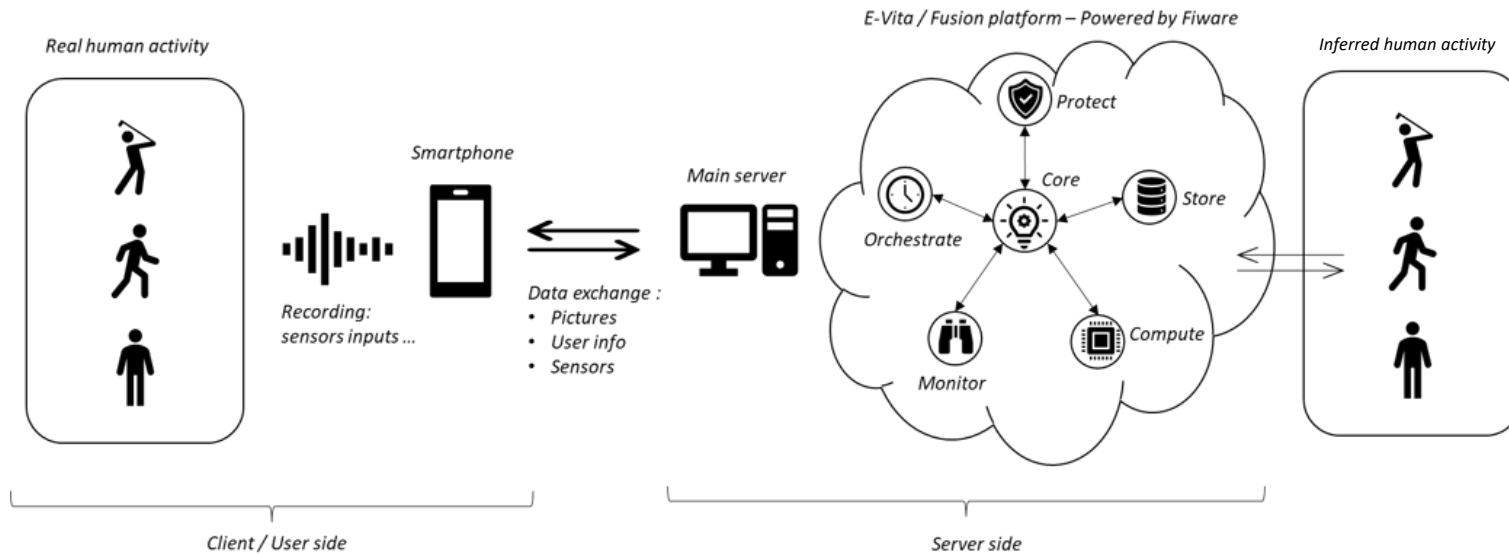 E-Vita / Fusion platform – Powered by Fiware
Real human activity
Inferred human activity
Protect
Smartphone
Main server
Core
Store
Orchestrate
Recording:
sensors inputs ...
Data exchange :
• Pictures
• User info
• Sensors
Compute
Monitor
Client / User side
Server side